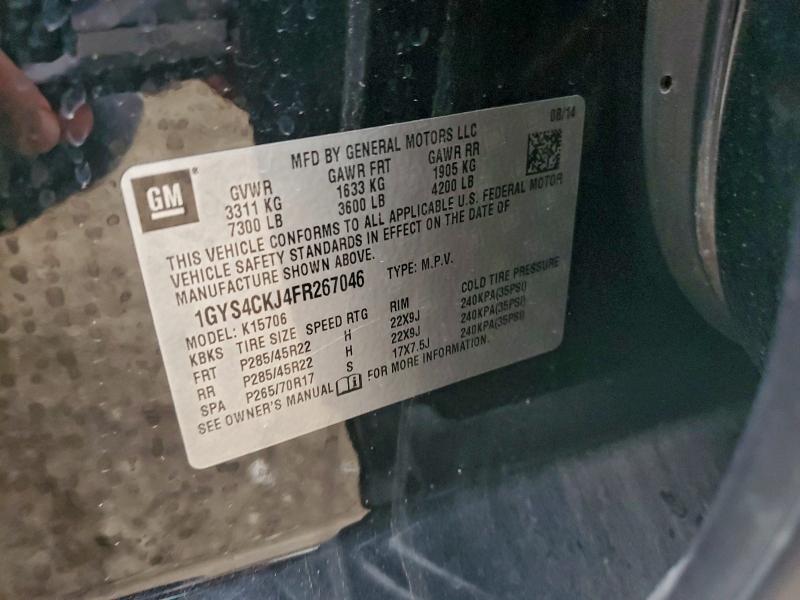 08/14
MFD BY GENERAL MOTORS LLC
GM®
GVWR GAWR FRT GAWR RR
3311 KG 1633 KG 1905 KG
7300 LB 3600 LB 4200 LB
THIS VEHICLE CONFORMS TO ALL APPLICABLE U.S. FEDERAL MOTOR
VEHICLE SAFETY STANDARDS IN EFFECT ON THE DATE OF
MANUFACTURE SHOWN ABOVE.
1GYS4CKJ4FR267046 TYPE: M.P.V.
MODEL: K15706
KBKS TIRE SIZE SPEED RTG RIM COLD TIRE PRESSURE
FRT P285/45R22 H 22X9J 240KPA(35PSI)
RR P285/45R22 H 22X9J 240KPA(35PSI)
SPA P265/70R17 S 17X7.5J 240KPA(35PSI)
SEE OWNER'S MANUAL FOR MORE INFORMATION.